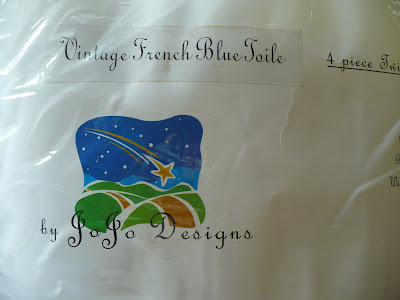 Vintage French Blue Toile
4 piece Twi
by JoJo Designs